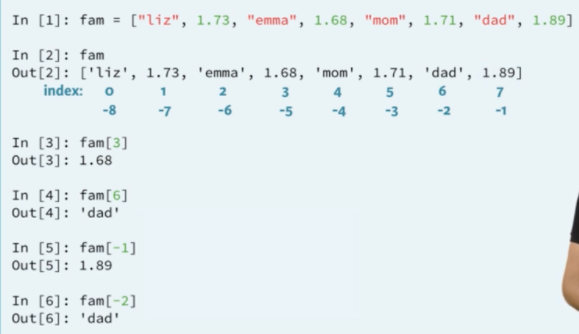 In [1]: fam = ["liz", 1.73, "emma", 1.68, "mom", 1.71, "dad", 1.89]
In [2]: fam
Out[2]: ['liz', 1.73, 'emma', 1.68, 'mom', 1.71, 'dad', 1.89]
index: 0 1 2 3 4 5 6 7
-8 -7 -6 -5 -4 -3 -2 -1
In [3]: fam[3]
Out[3]: 1.68
In [4]: fam[6]
Out[4]: 'dad'
In [5]: fam[-1]
Out[5]: 1.89
In [6]: fam[-2]
Out[6]: 'dad'